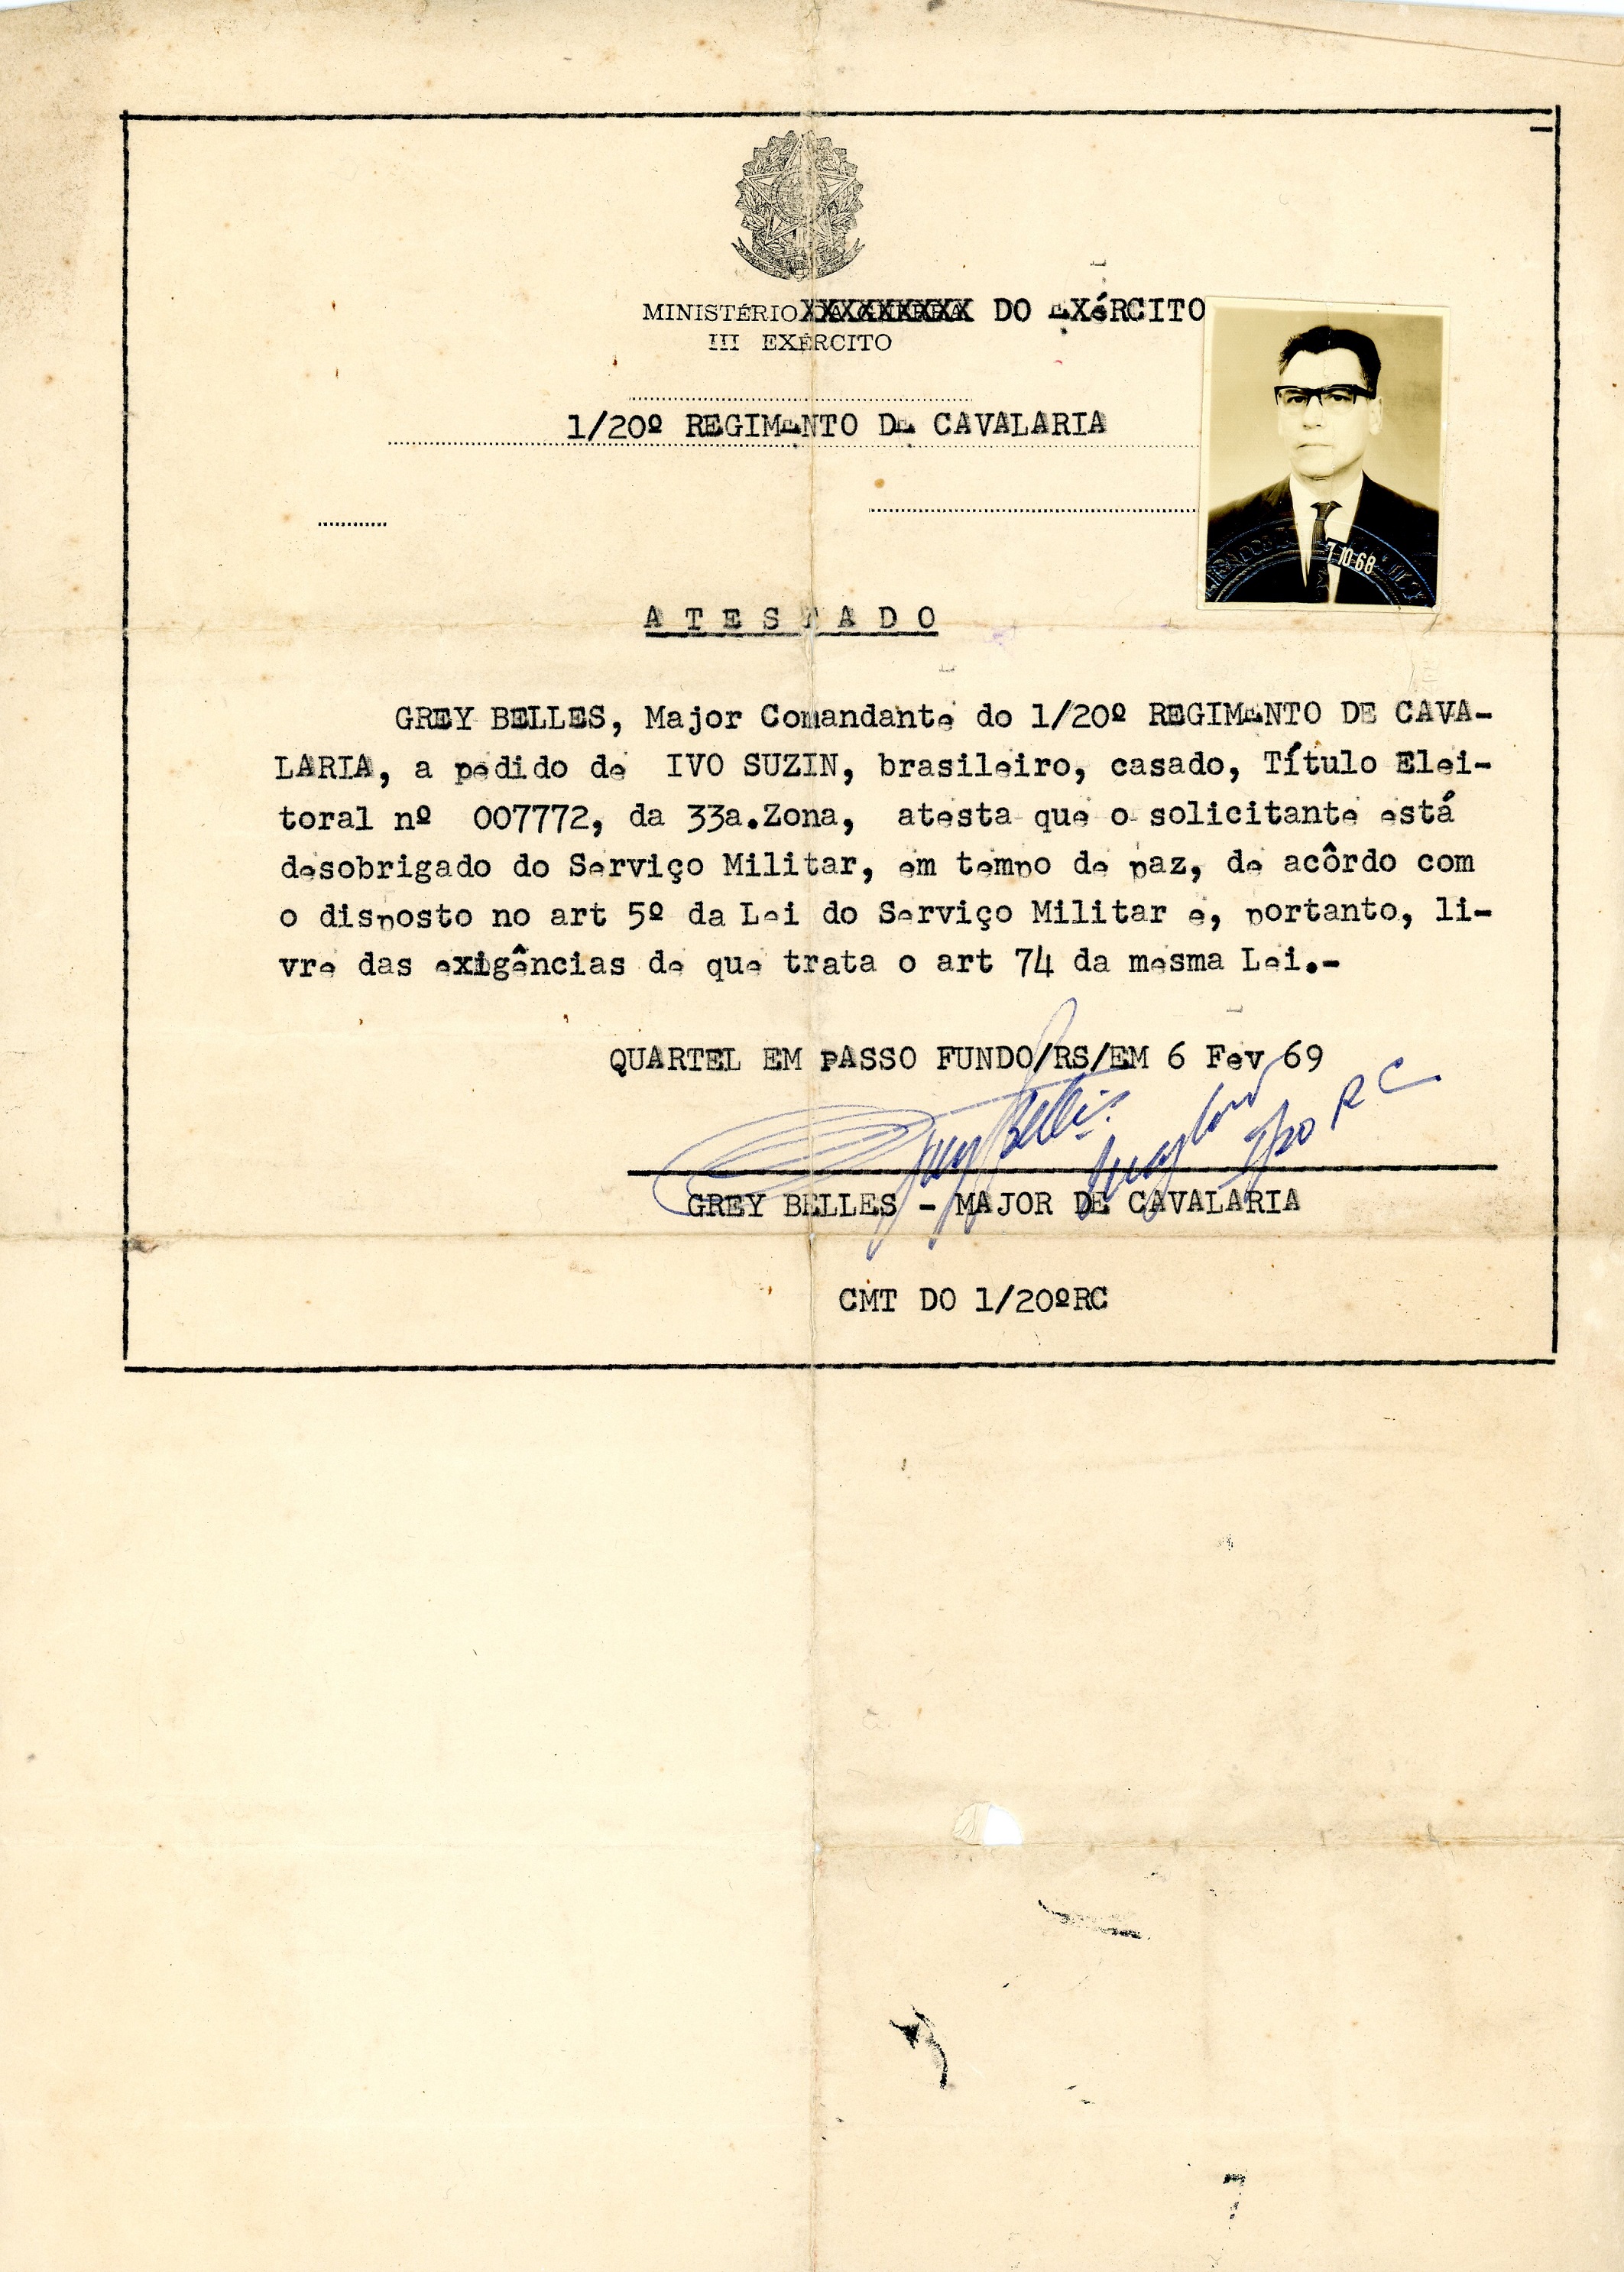 MINISTÉRIO XXXXXXXXX DO EXéRCITO
III EXÉRCITO
1/20º REGIMENTO DE CAVALARIA
7 10 68
A T E S T A D O
GREY BELLES, Major Comandante do 1/20º REGIMENTO DE CAVA-
LARIA, a pedido de IVO SUZIN, brasileiro, casado, Título Elei-
toral nº 007772, da 33a.Zona, atesta que o solicitante está
desobrigado do Serviço Militar, em tempo de paz, de acôrdo com
o disposto no art 5º da Lei do Serviço Militar e, portanto, li-
vre das exigências de que trata o art 74 da mesma Lei.-
QUARTEL EM PASSO FUNDO/RS/EM 6 Fev 69
GREY BELLES - MAJOR DE CAVALARIA
CMT DO 1/20ºRC